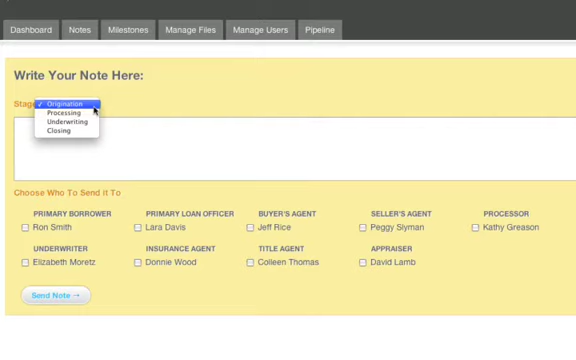 Dashboard Notes Milestones Manage Files Manage Users Pipeline
Write Your Note Here:
Stage ✓ Origination
Processing
Underwriting
Closing
Choose Who To Send it To
PRIMARY BORROWER PRIMARY LOAN OFFICER BUYER'S AGENT SELLER'S AGENT PROCESSOR
Ron Smith Lara Davis Jeff Rice Peggy Slyman Kathy Greason
UNDERWRITER INSURANCE AGENT TITLE AGENT APPRAISER
Elizabeth Moretz Donnie Wood Colleen Thomas David Lamb
Send Note →